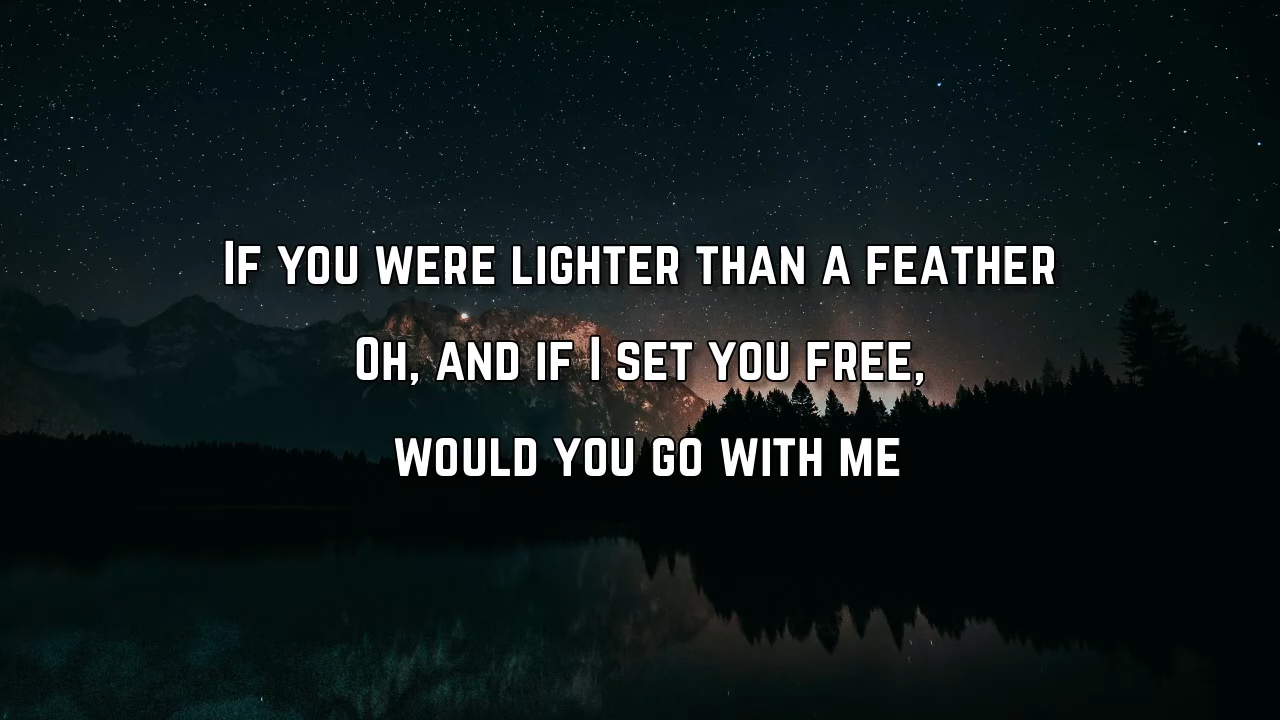 If you were lighter than a feather
Oh, and if I set you free,
would you go with me